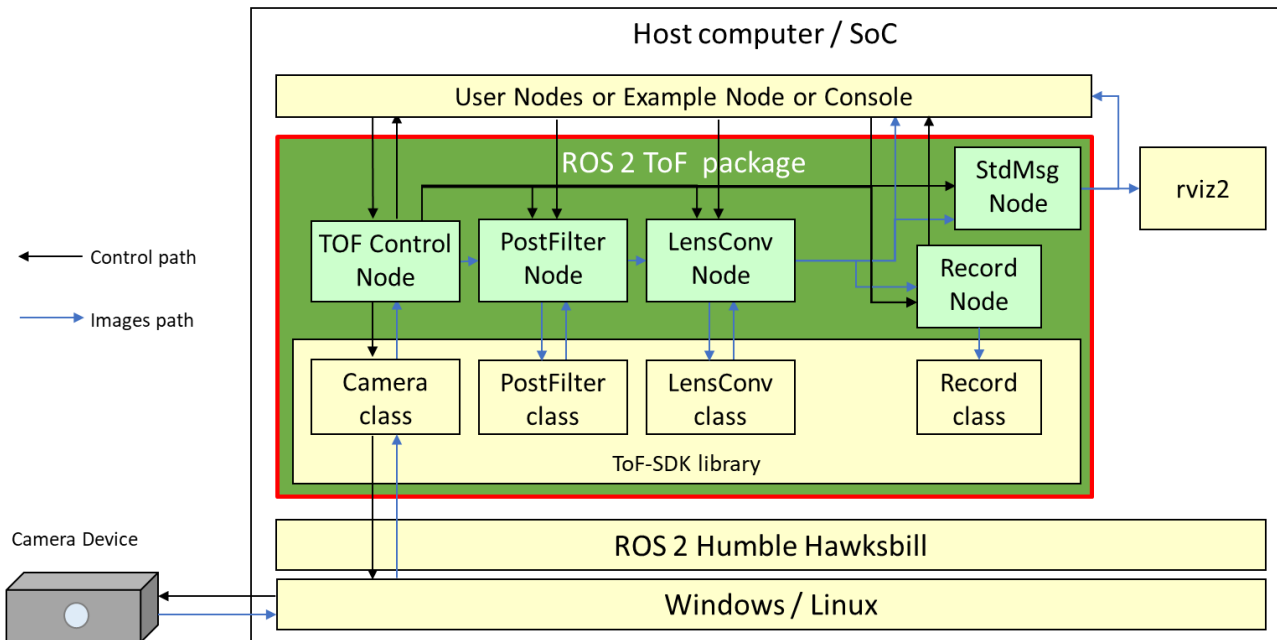 Host computer / SoC
User Nodes or Example Node or Console
ROS 2 ToF package
StdMsg
Node
rviz2
TOF Control
Node
PostFilter
Node
LensConv
Node
Record
Node
Control path
Images path
Camera
class
PostFilter
class
LensConv
class
Record
class
ToF-SDK library
ROS 2 Humble Hawksbill
Camera Device
Windows / Linux